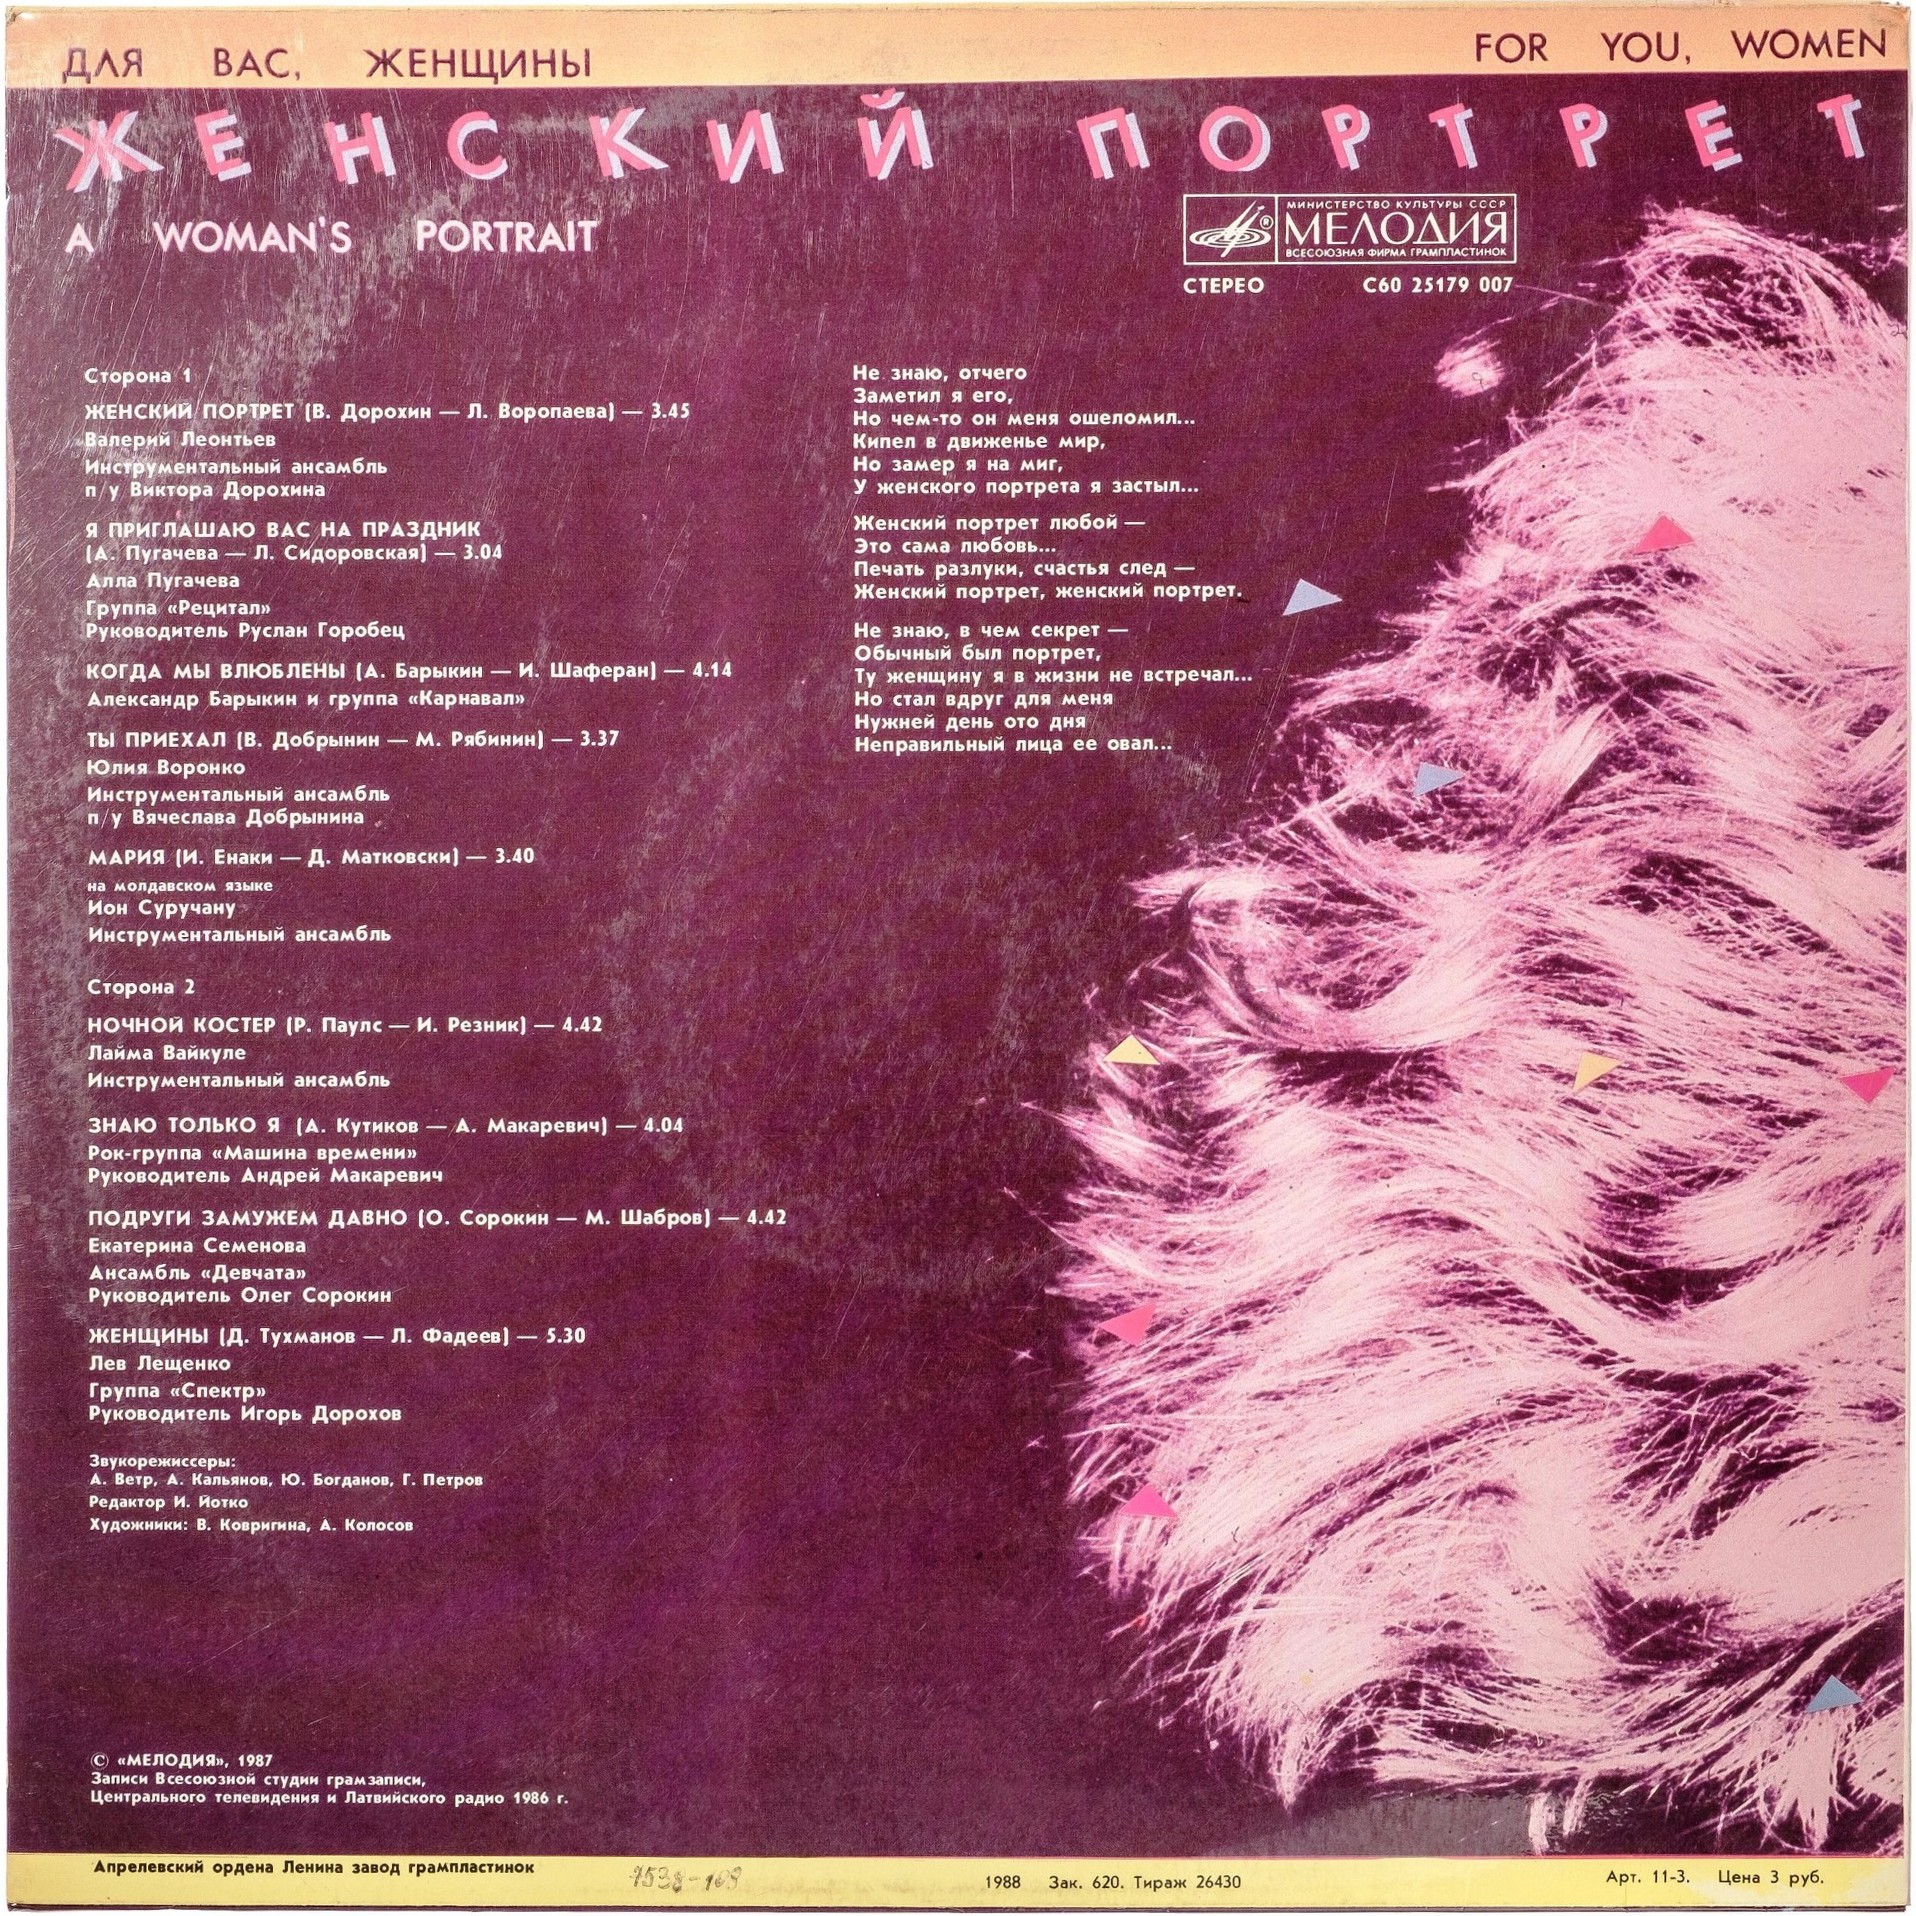 ДЛЯ ВАС, ЖЕНЩИНЫ
FOR YOU, WOMEN
ЖЕНСКИЙ ПОРТРЕТ
A WOMAN'S PORTRAIT
МИНИСТЕРСТВО КУЛЬТУРЫ СССР
МЕЛОДИЯ
ВСЕСОЮЗНАЯ ФИРМА ГРАМПЛАСТИНОК
®
СТЕРЕО С60 25179 007
Сторона 1
ЖЕНСКИЙ ПОРТРЕТ (В. Дорохин — Л. Воропаева) — 3.45
Валерий Леонтьев
Инструментальный ансамбль
п/у Виктора Дорохина
Я ПРИГЛАШАЮ ВАС НА ПРАЗДНИК
(А. Пугачева — Л. Сидоровская) — 3.04
Алла Пугачева
Группа «Рецитал»
Руководитель Руслан Горобец
КОГДА МЫ ВЛЮБЛЕНЫ (А. Барыкин — И. Шаферан) — 4.14
Александр Барыкин и группа «Карнавал»
ТЫ ПРИЕХАЛ (В. Добрынин — М. Рябинин) — 3.37
Юлия Воронко
Инструментальный ансамбль
п/у Вячеслава Добрынина
МАРИЯ (И. Енаки — Д. Матковски) — 3.40
на молдавском языке
Ион Суручану
Инструментальный ансамбль
Сторона 2
НОЧНОЙ КОСТЕР (Р. Паулс — И. Резник) — 4.42
Лайма Вайкуле
Инструментальный ансамбль
ЗНАЮ ТОЛЬКО Я (А. Кутиков — А. Макаревич) — 4.04
Рок-группа «Машина времени»
Руководитель Андрей Макаревич
ПОДРУГИ ЗАМУЖЕМ ДАВНО (О. Сорокин — М. Шабров) — 4.42
Екатерина Семенова
Ансамбль «Девчата»
Руководитель Олег Сорокин
ЖЕНЩИНЫ (Д. Тухманов — Л. Фадеев) — 5.30
Лев Лещенко
Группа «Спектр»
Руководитель Игорь Дорохов
Звукорежиссеры:
А. Ветр, А. Кальянов, Ю. Богданов, Г. Петров
Редактор И. Йотко
Художники: В. Ковригина, А. Колосов
Не знаю, отчего
Заметил я его,
Но чем-то он меня ошеломил...
Кипел в движенье мир,
Но замер я на миг,
У женского портрета я застыл...
Женский портрет любой —
Это сама любовь...
Печать разлуки, счастья след —
Женский портрет, женский портрет.
Не знаю, в чем секрет —
Обычный был портрет,
Ту женщину я в жизни не встречал...
Но стал вдруг для меня
Нужней день ото дня
Неправильный лица ее овал...
© «МЕЛОДИЯ», 1987
Записи Всесоюзной студии грамзаписи,
Центрального телевидения и Латвийского радио 1986 г.
Апрелевский ордена Ленина завод грампластинок
1988 Зак. 620. Тираж 26430
Арт. 11-3. Цена 3 руб.